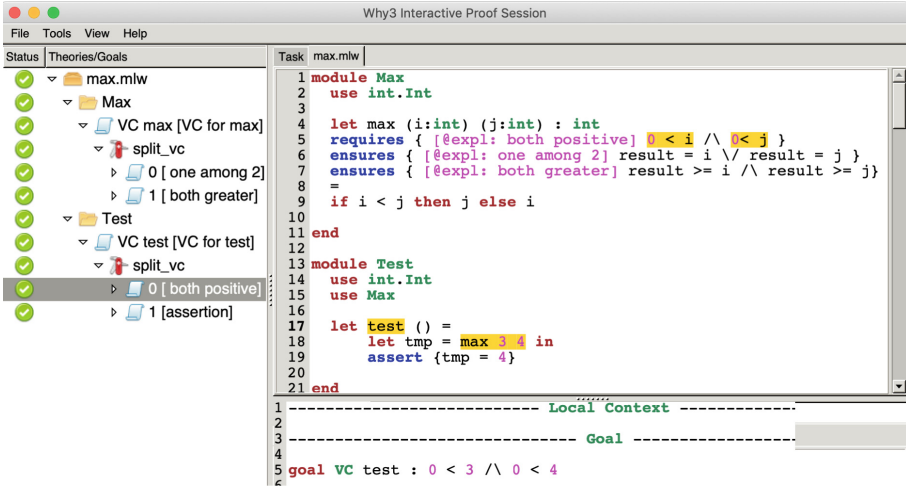 Why3 Interactive Proof Session
File Tools View Help
Status Theories/Goals
max.mlw
Max
VC max [VC for max]
split_vc
0 [ one among 2]
1 [ both greater]
Test
VC test [VC for test]
split_vc
0 [ both positive]
1 [assertion]
Task max.mlw
1 module Max
2 use int.Int
3
4 let max (i:int) (j:int) : int
5 requires { [@expl: both positive] 0 < i /\ 0< j }
6 ensures { [@expl: one among 2] result = i \/ result = j }
7 ensures { [@expl: both greater] result >= i /\ result >= j}
8 =
9 if i < j then j else i
10
11 end
12
13 module Test
14 use int.Int
15 use Max
16
17 let test () =
18 let tmp = max 3 4 in
19 assert {tmp = 4}
20
21 end
1 -------------------------- Local Context ------------
2
3 ------------------------------ Goal -----------------
4
5 goal VC test : 0 < 3 /\ 0 < 4
6